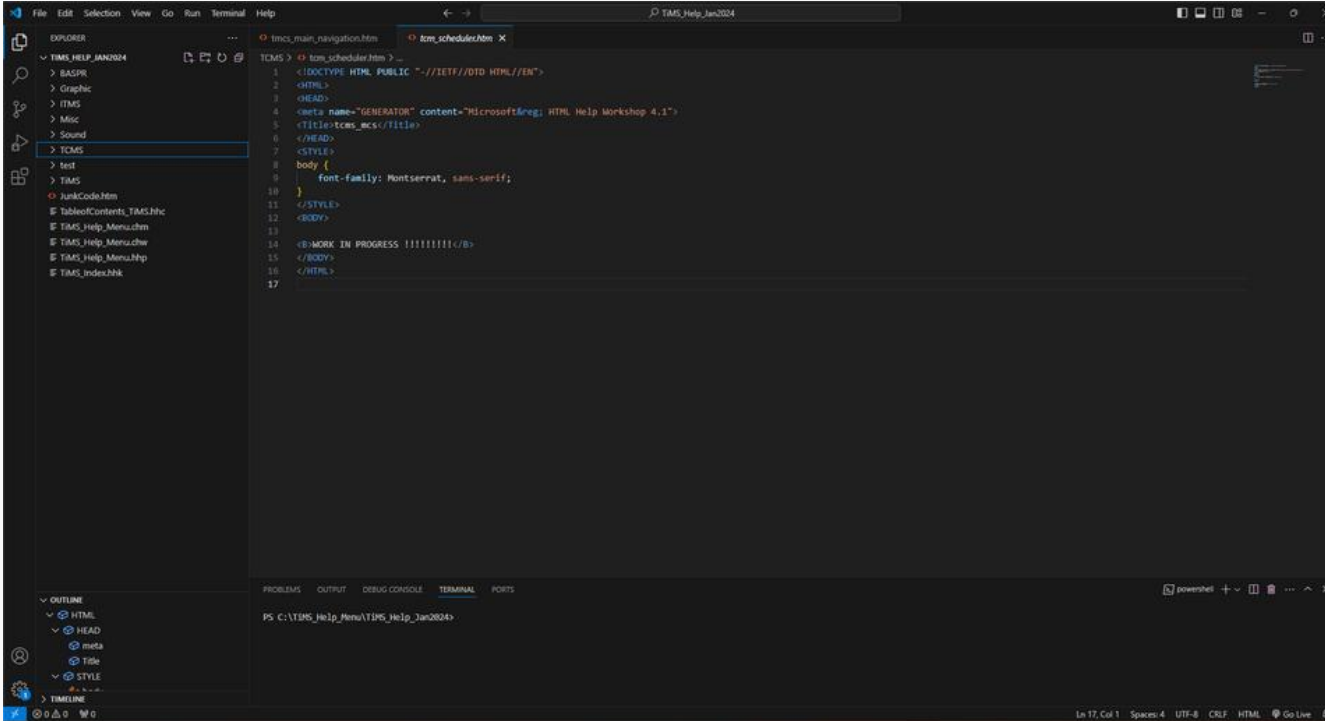 File Edit Selection View Go Run Terminal Help
TiMS_Help_Jan2024
EXPLORER
TIMS_HELP_JAN2024
BASPR
Graphic
ITMS
Misc
Sound
TCMS
test
TiMS
JunkCode.htm
TableofContents_TiMS.hhc
TiMS_Help_Menu.chm
TiMS_Help_Menu.chw
TiMS_Help_Menu.hhp
TiMS_Index.hhk
tmcs_main_navigation.htm
tcm_scheduler.htm
TCMS > tcm_scheduler.htm > ...
1 <!DOCTYPE HTML PUBLIC "-//IETF//DTD HTML//EN">
2 <HTML>
3 <HEAD>
4 <meta name="GENERATOR" content="Microsoft&reg; HTML Help Workshop 4.1">
5 <Title>tcms_mcs</Title>
6 </HEAD>
7 <STYLE>
8 body {
9 font-family: Montserrat, sans-serif;
10 }
11 </STYLE>
12 <BODY>
13
14 <B>WORK IN PROGRESS !!!!!!!!!</B>
15 </BODY>
16 </HTML>
17
PROBLEMS OUTPUT DEBUG CONSOLE TERMINAL PORTS
powershell
PS C:\TiMS_Help_Menu\TiMS_Help_Jan2024>
OUTLINE
HTML
HEAD
meta
Title
STYLE
TIMELINE
0 0 0
Ln 17, Col 1 Spaces: 4 UTF-8 CRLF HTML Go Live